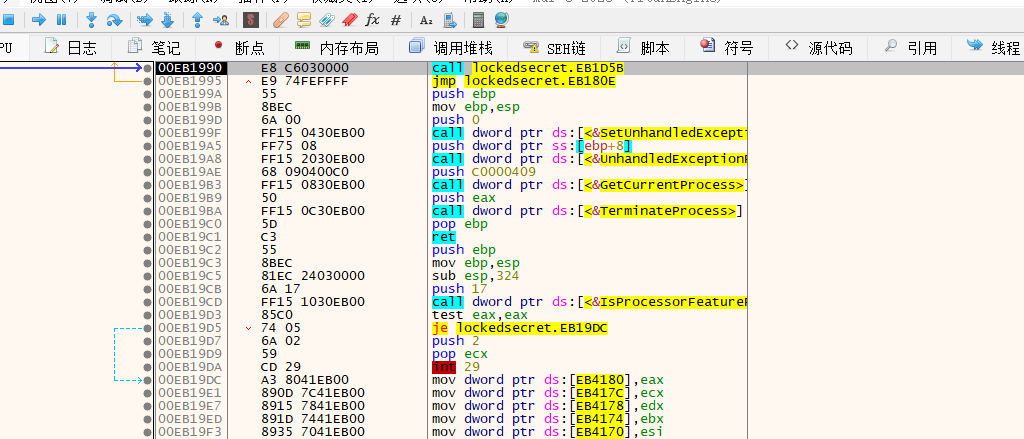 PU 日志 笔记 断点 内存布局 调用堆栈 SEH链 脚本 符号 源代码 引用 线程
00EB1990 E8 C6030000 call lockedsecret.EB1D5B
00EB1995 E9 74FEFFFF jmp lockedsecret.EB180E
00EB199A 55 push ebp
00EB199B 8BEC mov ebp,esp
00EB199D 6A 00 push 0
00EB199F FF15 0430EB00 call dword ptr ds:[<&SetUnhandledExcepti
00EB19A5 FF75 08 push dword ptr ss:[ebp+8]
00EB19A8 FF15 2030EB00 call dword ptr ds:[<&UnhandledExceptionF
00EB19AE 68 090400C0 push C0000409
00EB19B3 FF15 0830EB00 call dword ptr ds:[<&GetCurrentProcess>]
00EB19B9 50 push eax
00EB19BA FF15 0C30EB00 call dword ptr ds:[<&TerminateProcess>]
00EB19C0 5D pop ebp
00EB19C1 C3 ret
00EB19C2 55 push ebp
00EB19C3 8BEC mov ebp,esp
00EB19C5 81EC 24030000 sub esp,324
00EB19CB 6A 17 push 17
00EB19CD FF15 1030EB00 call dword ptr ds:[<&IsProcessorFeatureP
00EB19D3 85C0 test eax,eax
00EB19D5 74 05 je lockedsecret.EB19DC
00EB19D7 6A 02 push 2
00EB19D9 59 pop ecx
00EB19DA CD 29 int 29
00EB19DC A3 8041EB00 mov dword ptr ds:[EB4180],eax
00EB19E1 890D 7C41EB00 mov dword ptr ds:[EB417C],ecx
00EB19E7 8915 7841EB00 mov dword ptr ds:[EB4178],edx
00EB19ED 891D 7441EB00 mov dword ptr ds:[EB4174],ebx
00EB19F3 8935 7041EB00 mov dword ptr ds:[EB4170],esi